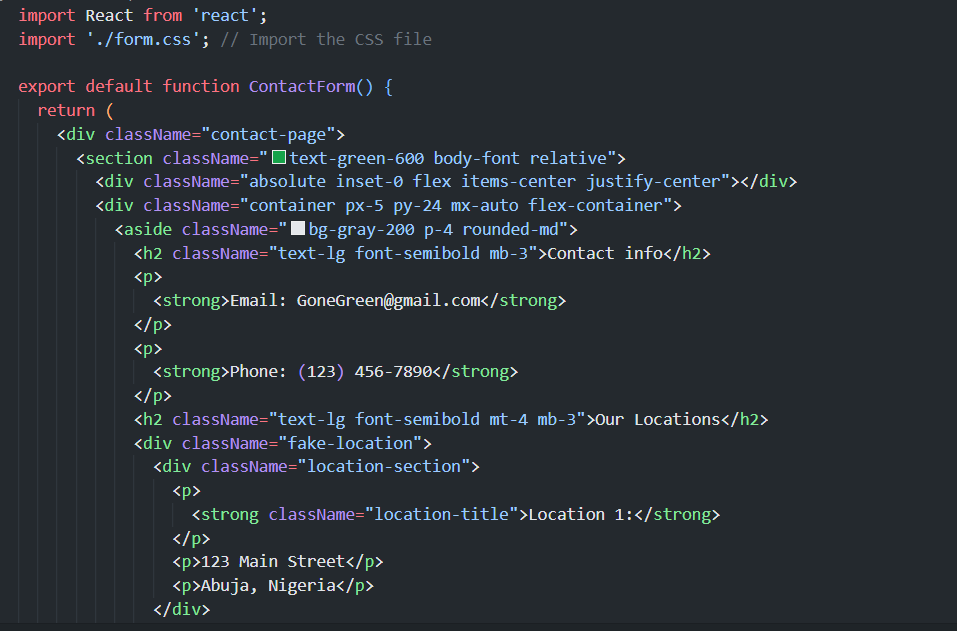 import React from 'react';
import './form.css'; // Import the CSS file

export default function ContactForm() {
  return (
    <div className="contact-page">
      <section className="text-green-600 body-font relative">
        <div className="absolute inset-0 flex items-center justify-center"></div>
        <div className="container px-5 py-24 mx-auto flex-container">
          <aside className="bg-gray-200 p-4 rounded-md">
            <h2 className="text-lg font-semibold mb-3">Contact info</h2>
            <p>
              <strong>Email: GoneGreen@gmail.com</strong>
            </p>
            <p>
              <strong>Phone: (123) 456-7890</strong>
            </p>
            <h2 className="text-lg font-semibold mt-4 mb-3">Our Locations</h2>
            <div className="fake-location">
              <div className="location-section">
                <p>
                  <strong className="location-title">Location 1:</strong>
                </p>
                <p>123 Main Street</p>
                <p>Abuja, Nigeria</p>
              </div>